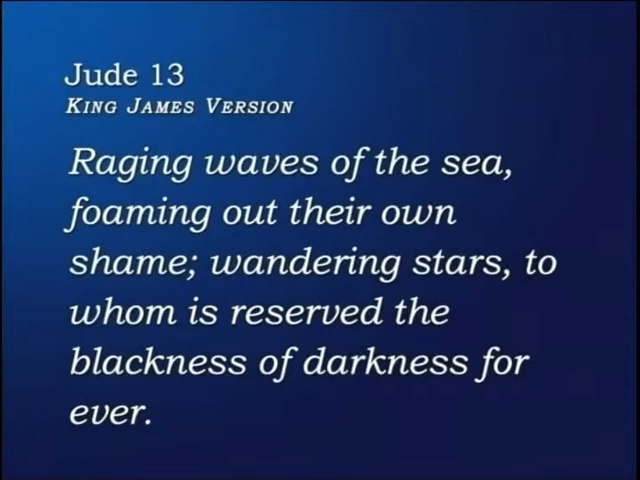 Jude 13
King James Version
Raging waves of the sea,
foaming out their own
shame; wandering stars, to
whom is reserved the
blackness of darkness for
ever.